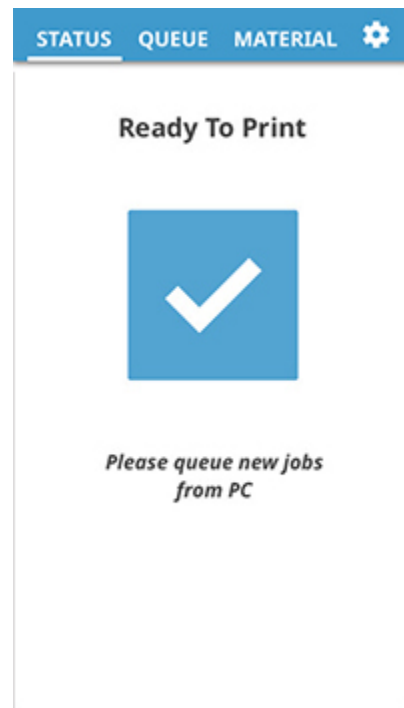 STATUS QUEUE MATERIAL
Ready To Print
Please queue new jobs
from PC